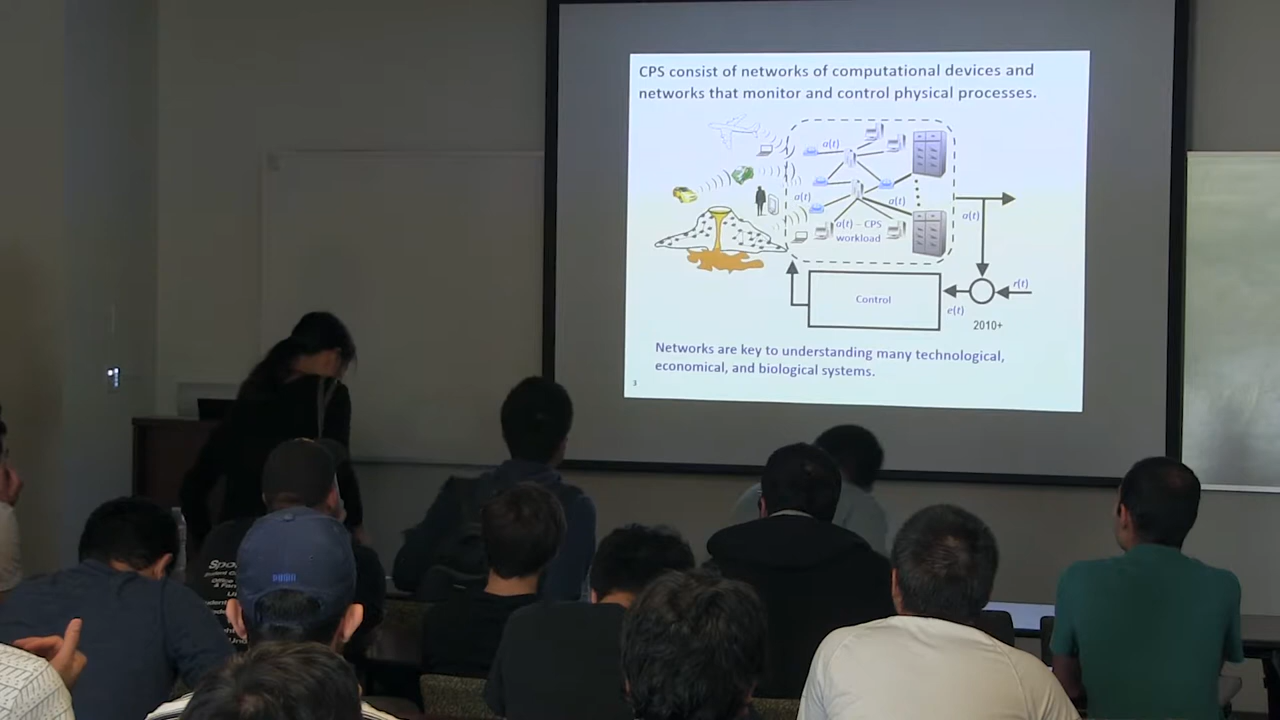 CPS consist of networks of computational devices and
networks that monitor and control physical processes.
a(t)
a(t)
a(t)
a(t) – CPS
workload
a(t)
Control
r(t)
e(t)
2010+
Networks are key to understanding many technological,
economical, and biological systems.
3
Office